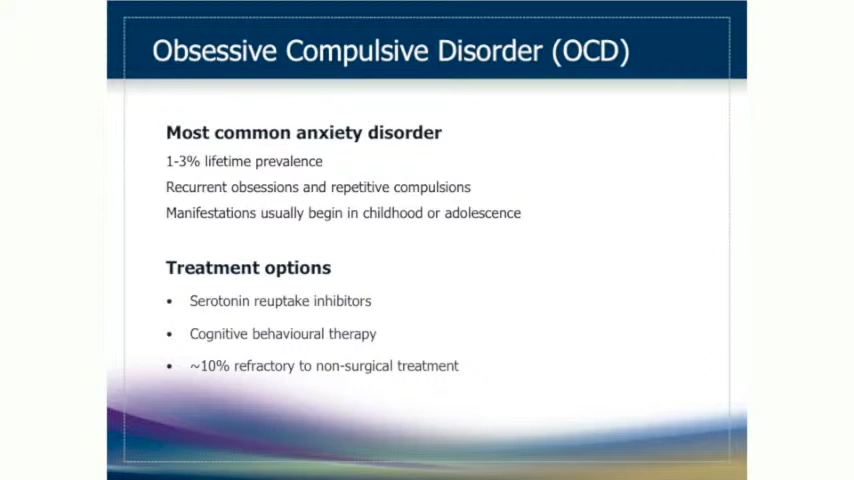 Obsessive Compulsive Disorder (OCD)
Most common anxiety disorder
1-3% lifetime prevalence
Recurrent obsessions and repetitive compulsions
Manifestations usually begin in childhood or adolescence
Treatment options
• Serotonin reuptake inhibitors
• Cognitive behavioural therapy
• ~10% refractory to non-surgical treatment